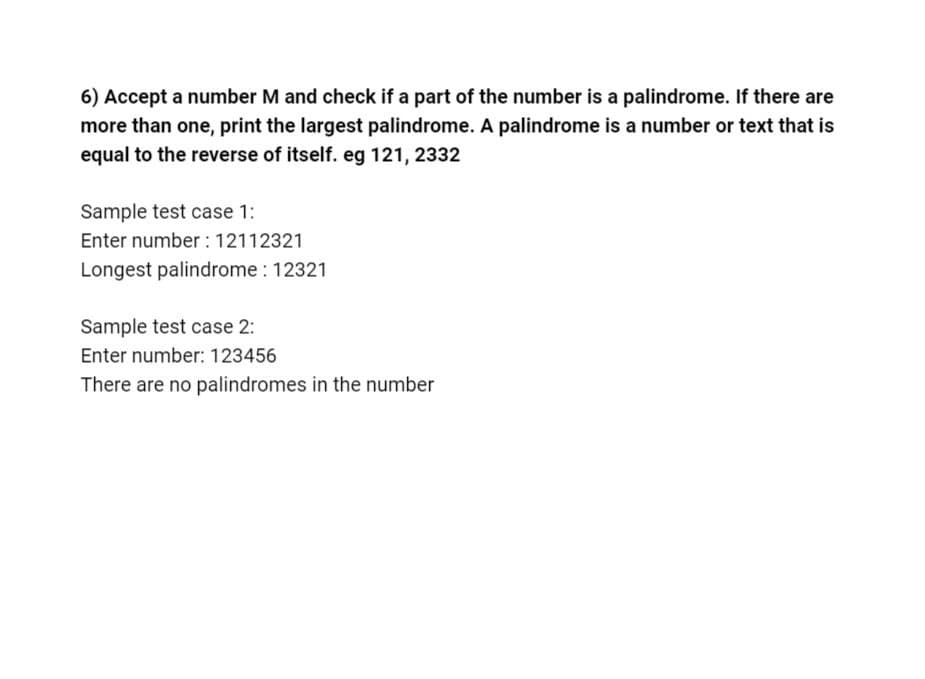 6) Accept a number M and check if a part of the number is a palindrome. If there are
more than one, print the largest palindrome. A palindrome is a number or text that is
equal to the reverse of itself. eg 121, 2332
Sample test case 1:
Enter number : 12112321
Longest palindrome : 12321
Sample test case 2:
Enter number: 123456
There are no palindromes in the number